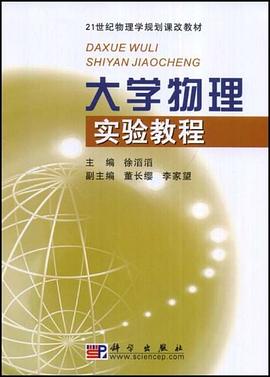 21世纪物理学规划课改教材
DAXUE WULI
SHIYAN JIAOCHENG
大学物理
实验教程
主 编 徐滔滔
副主编 董长缨 李家望
科学出版社
www.sciencep.com